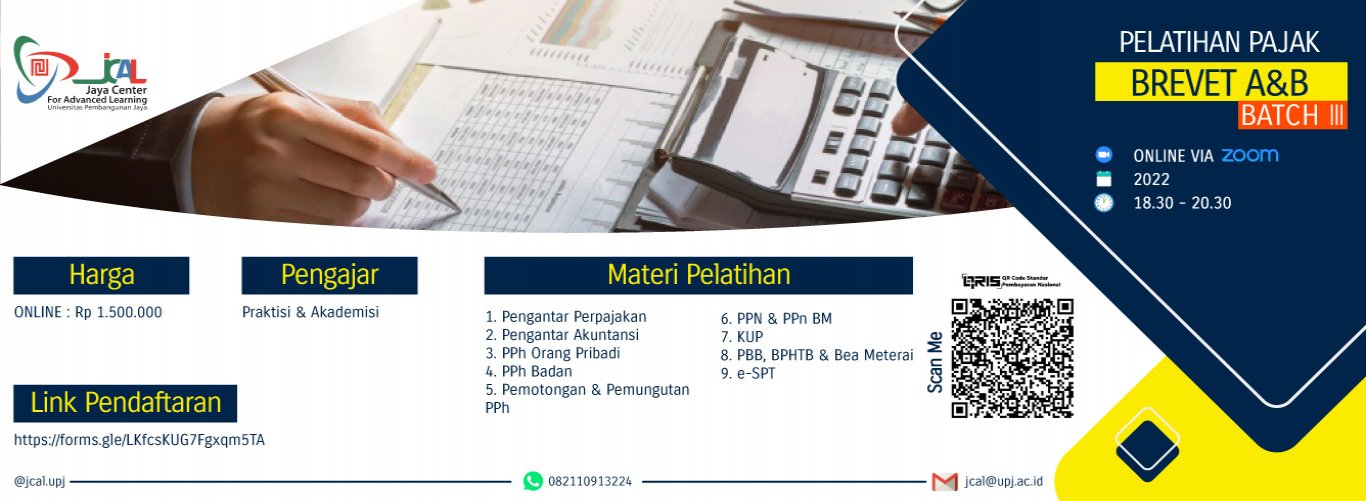 JCAL
Jaya Center
For Advanced Learning
Universitas Pembangunan Jaya
PELATIHAN PAJAK
BREVET A&B
BATCH III
ONLINE VIA zoom
2022
18.30 - 20.30
Harga
ONLINE : Rp 1.500.000
Pengajar
Praktisi & Akademisi
Materi Pelatihan
1. Pengantar Perpajakan
2. Pengantar Akuntansi
3. PPh Orang Pribadi
4. PPh Badan
5. Pemotongan & Pemungutan
PPh
6. PPN & PPn BM
7. KUP
8. PBB, BPHTB & Bea Meterai
9. e-SPT
QRIS QR Code Standar
Pembayaran Nasional
Scan Me
Link Pendaftaran
https://forms.gle/LKfcsKUG7Fgxqm5TA
@jcal.upj
082110913224
jcal@upj.ac.id